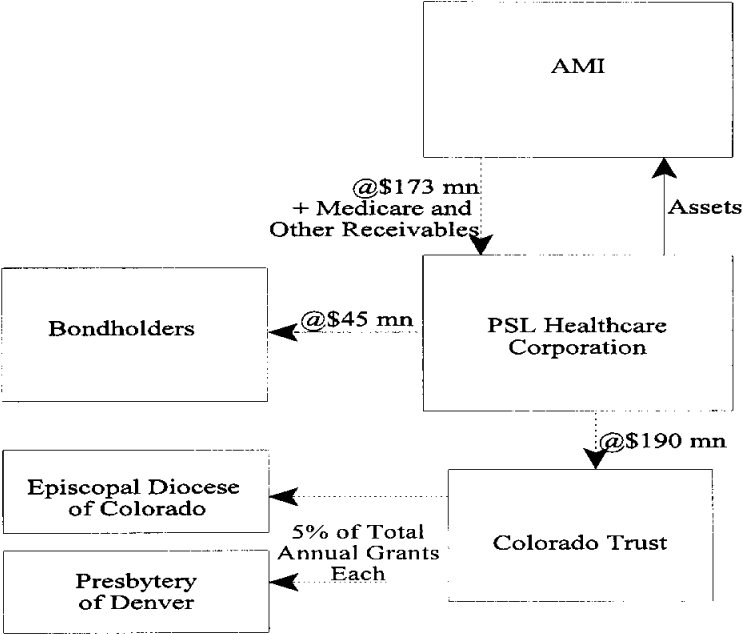 AMI
@$173 mn
+ Medicare and
Other Receivables
Assets
Bondholders
@$45 mn
PSL Healthcare
Corporation
@$190 mn
Episcopal Diocese
of Colorado
5% of Total
Annual Grants
Each
Colorado Trust
Presbytery
of Denver